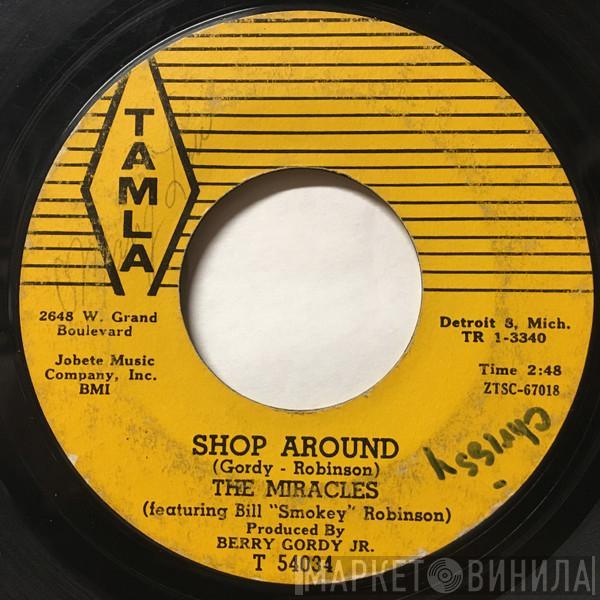 TAMLA
2648 W. Grand
Boulevard
Jobete Music
Company, Inc.
BMI
Detroit 8, Mich.
TR 1-3340
Time 2:48
ZTSC-67018
chrissy
SHOP AROUND
(Gordy - Robinson)
THE MIRACLES
(featuring Bill "Smokey" Robinson)
Produced By
BERRY GORDY JR.
T 54034
МАРКЕТ ВИНИЛА